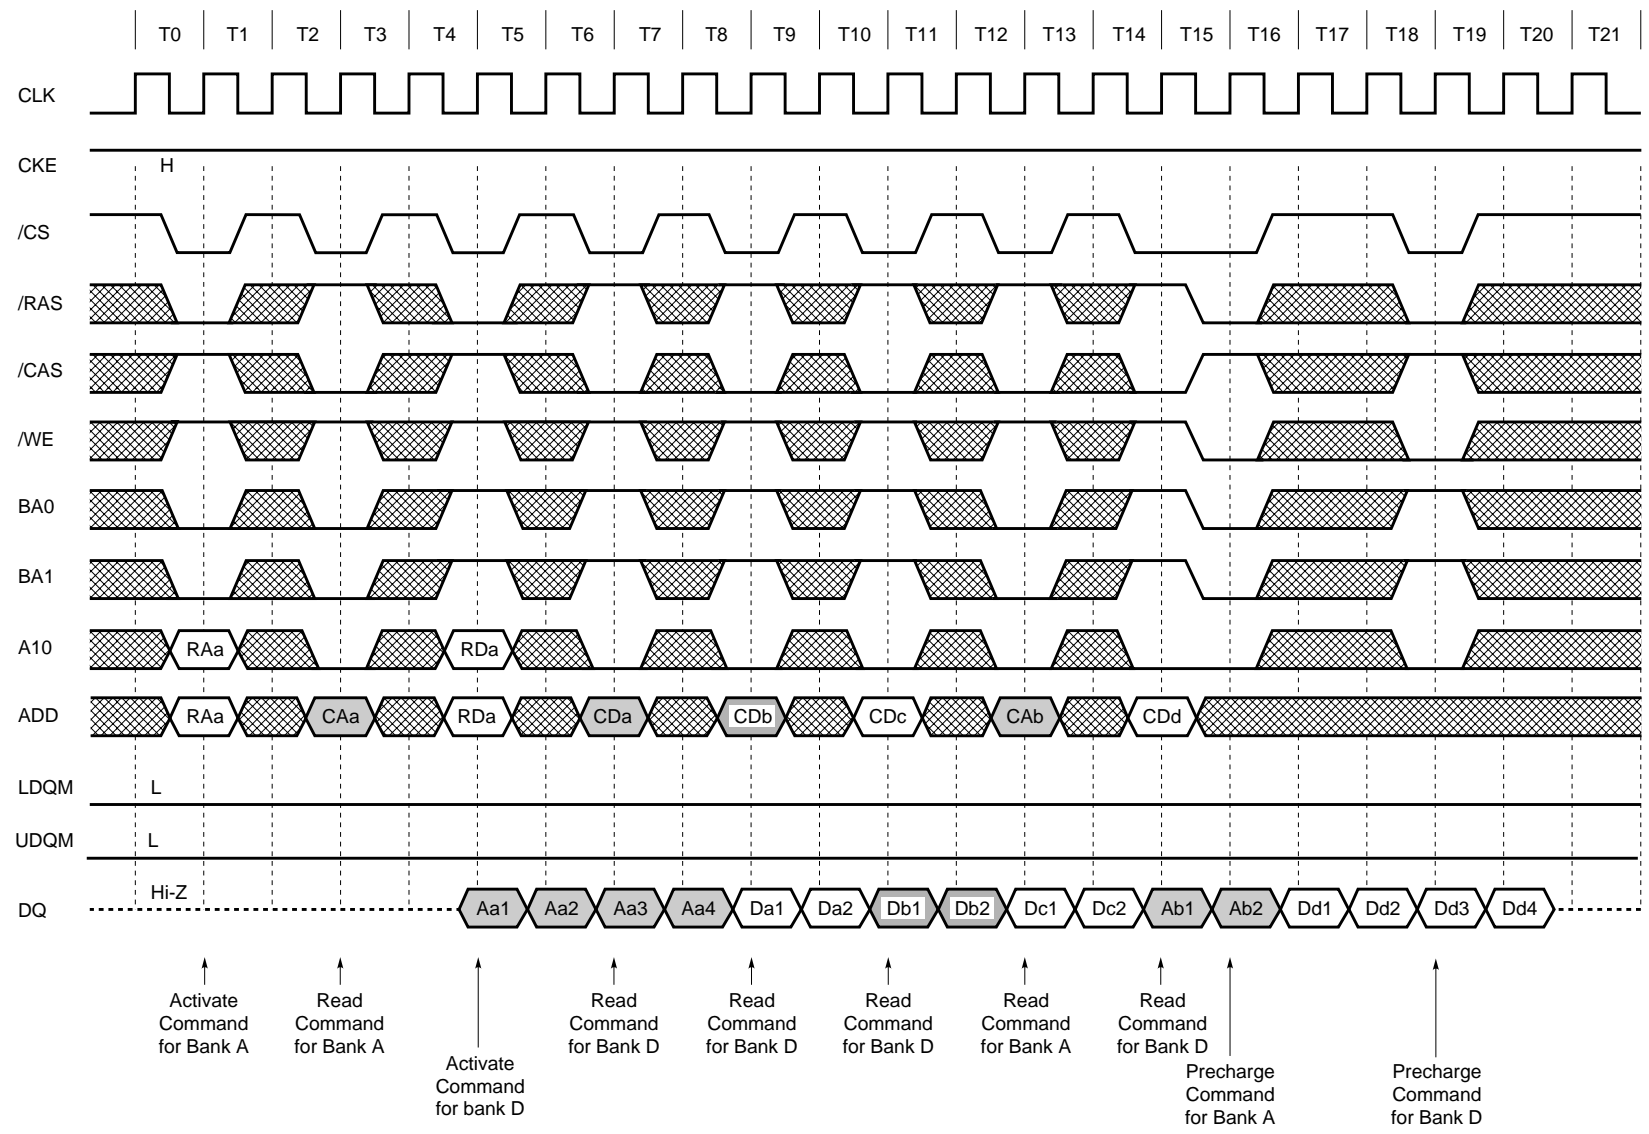 T0 T1 T2 T3 T4 T5 T6 T7 T8 T9 T10 T11 T12 T13 T14 T15 T16 T17 T18 T19 T20 T21
CLK
CKE H
/CS
/RAS
/CAS
/WE
BA0
BA1
A10 RAa RDa
ADD RAa CAa RDa CDa CDb CDc CAb CDd
LDQM L
UDQM L
DQ Hi-Z Aa1 Aa2 Aa3 Aa4 Da1 Da2 Db1 Db2 Dc1 Dc2 Ab1 Ab2 Dd1 Dd2 Dd3 Dd4
Activate
Command
for Bank A
Read
Command
for Bank A
Activate
Command
for bank D
Read
Command
for Bank D
Read
Command
for Bank D
Read
Command
for Bank D
Read
Command
for Bank A
Read
Command
for Bank D
Precharge
Command
for Bank A
Precharge
Command
for Bank D